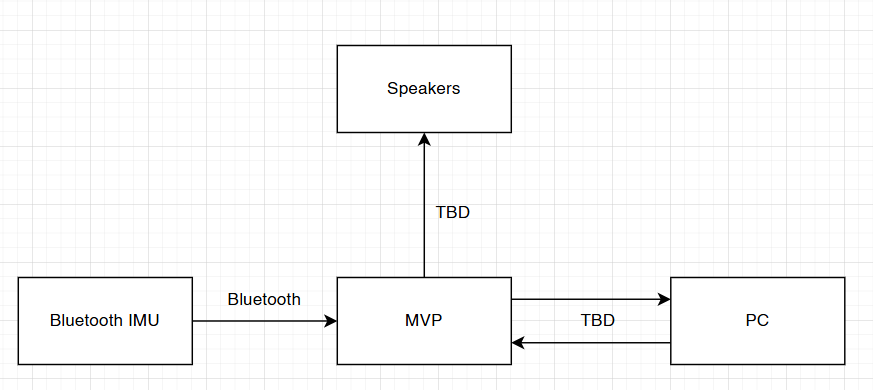 Speakers
TBD
Bluetooth IMU
Bluetooth
MVP
TBD
PC